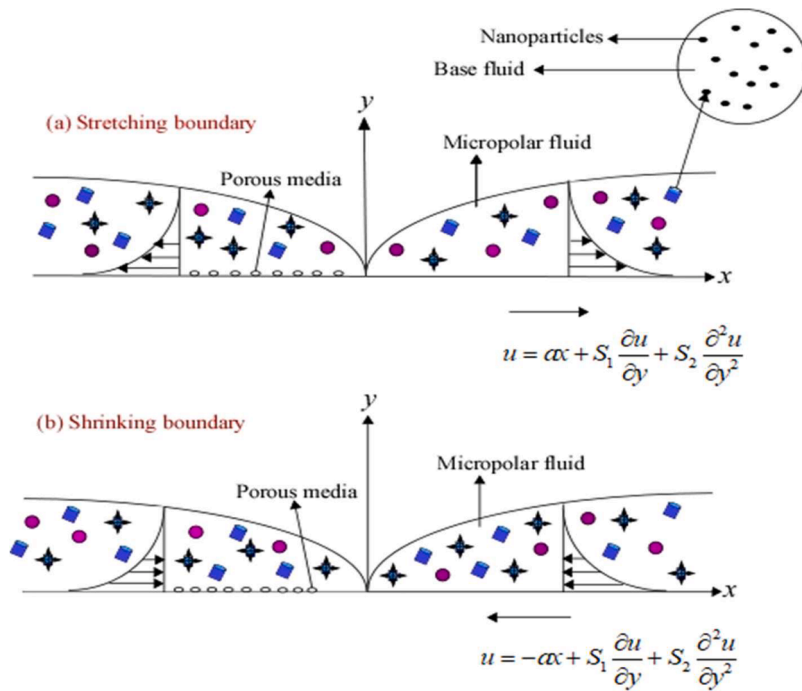 Nanoparticles
Base fluid
y
(a) Stretching boundary
Micropolar fluid
Porous media
x
u = ax + S₁ ∂u/∂y + S₂ ∂²u/∂y²
y
(b) Shrinking boundary
Micropolar fluid
Porous media
x
u = −ax + S₁ ∂u/∂y + S₂ ∂²u/∂y²